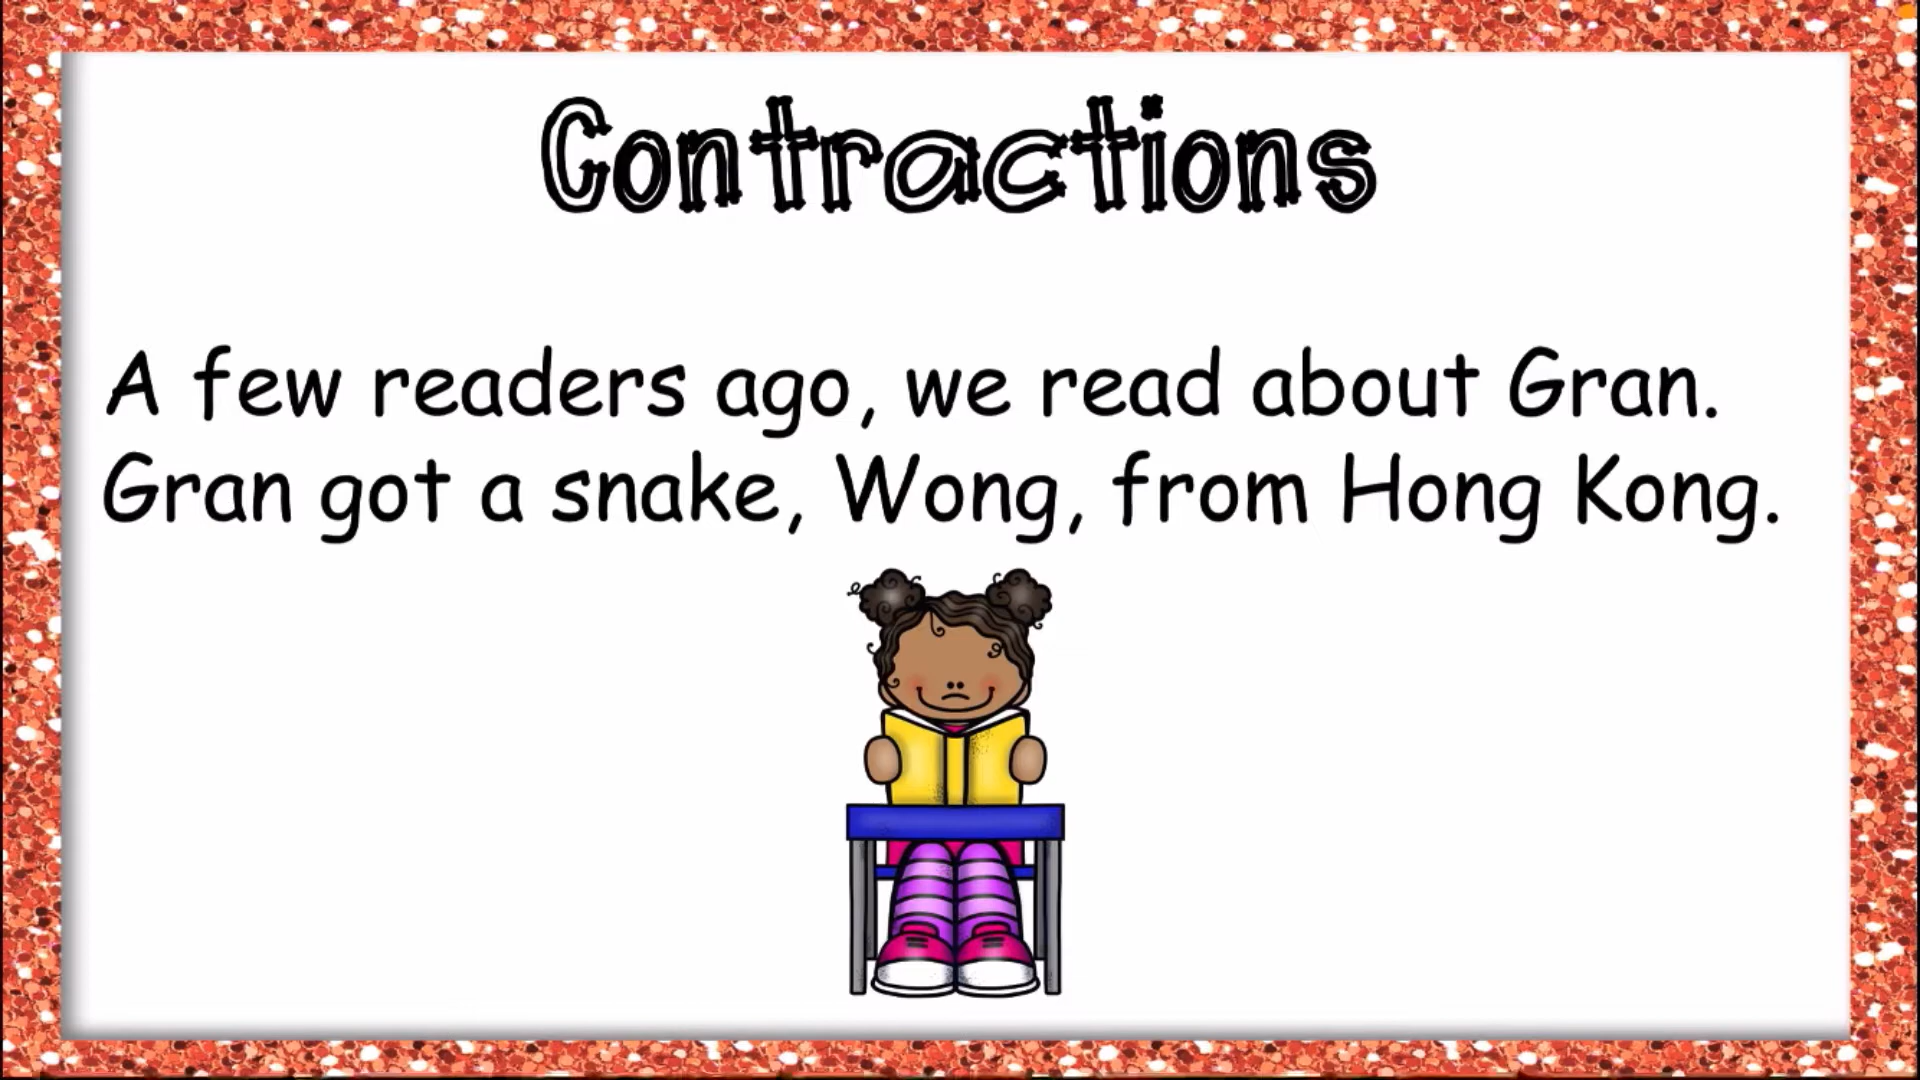 Contractions
A few readers ago, we read about Gran.
Gran got a snake, Wong, from Hong Kong.